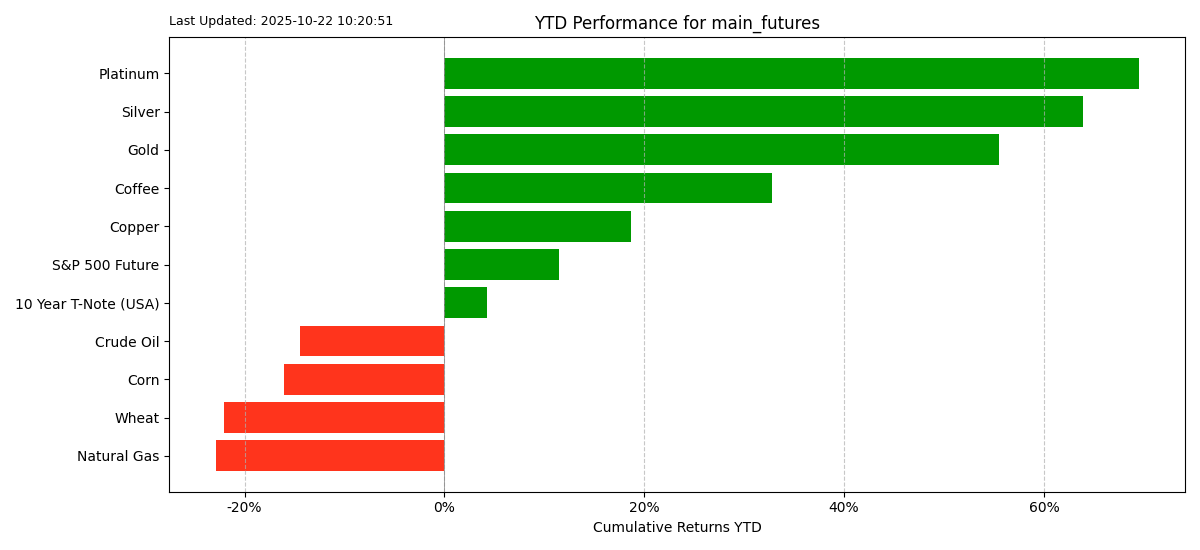 Last Updated: 2025-10-22 10:20:51
YTD Performance for main_futures
Platinum
Silver
Gold
Coffee
Copper
S&P 500 Future
10 Year T-Note (USA)
Crude Oil
Corn
Wheat
Natural Gas
-20%
0%
20%
40%
60%
Cumulative Returns YTD